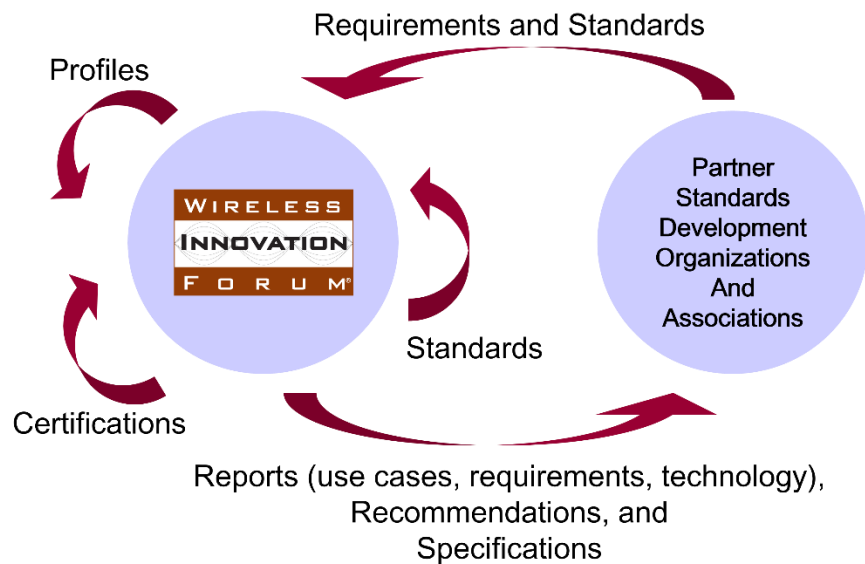 Requirements and Standards
Profiles
WIRELESS
INNOVATION
FORUM®
Partner
Standards
Development
Organizations
And
Associations
Standards
Certifications
Reports (use cases, requirements, technology),
Recommendations, and
Specifications